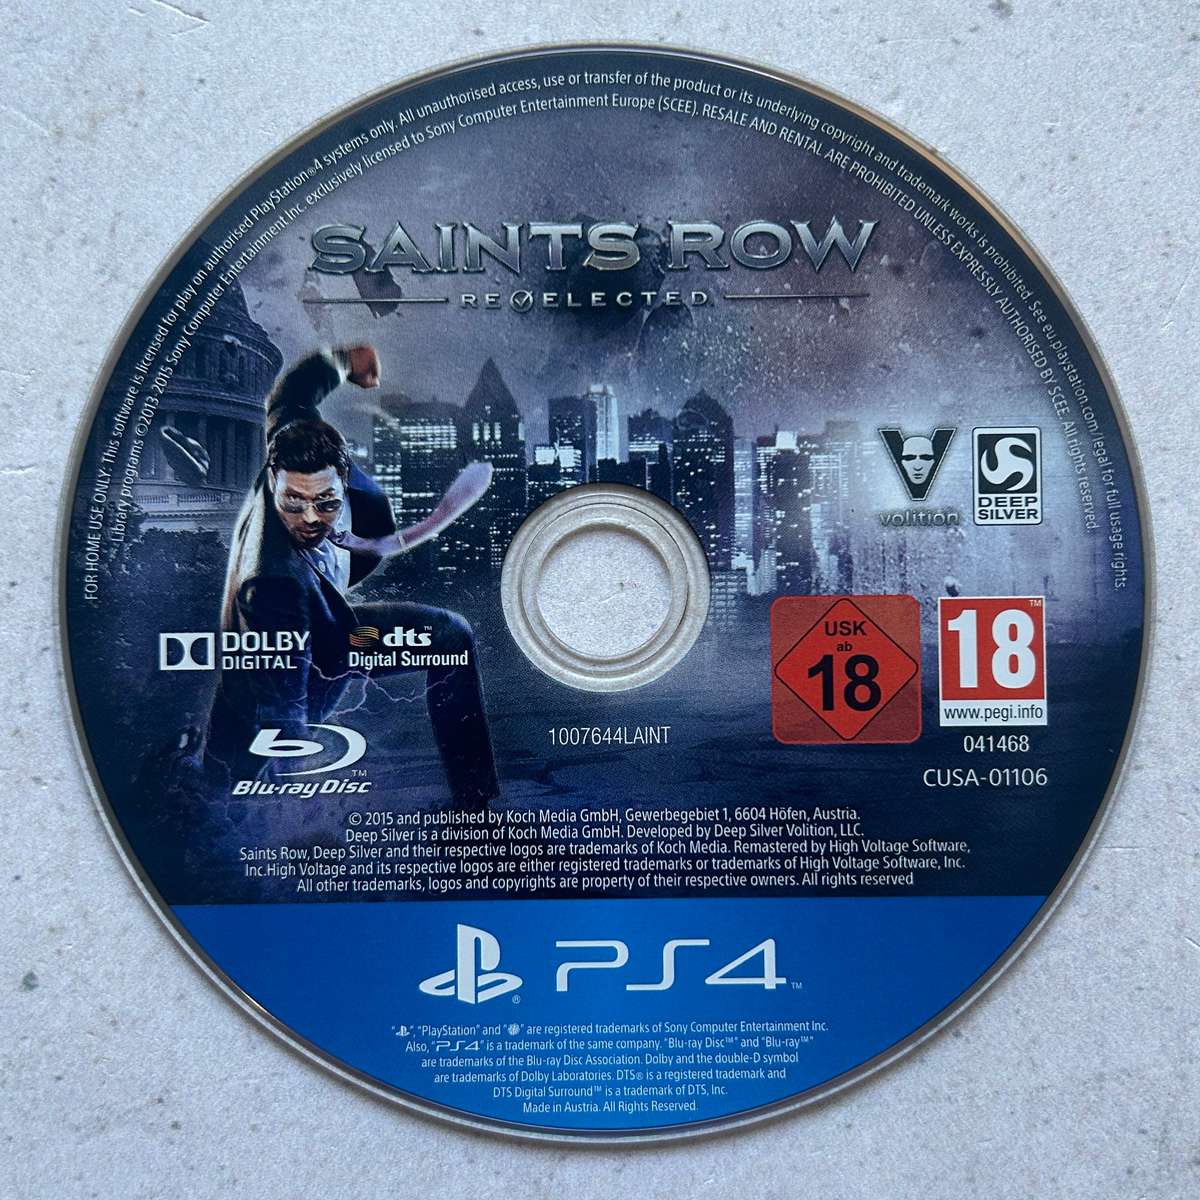 FOR HOME USE ONLY: This software is licensed for play on authorised PlayStation®4 systems only. All unauthorised access, use or transfer of the product or its underlying copyright and trademark works is prohibited. See eu.playstation.com/legal for full usage rights.
Library programs ©2013-2015 Sony Computer Entertainment Inc. exclusively licensed to Sony Computer Entertainment Europe (SCEE). RESALE AND RENTAL ARE PROHIBITED UNLESS EXPRESSLY AUTHORISED BY SCEE. All rights reserved.
SAINTS ROW
RE ELECTED
volition
DEEP
SILVER
DOLBY
DIGITAL
dts™
Digital Surround
USK
ab
18
18™
www.pegi.info
Blu-ray Disc™
1007644LAINT
041468
CUSA-01106
© 2015 and published by Koch Media GmbH, Gewerbegebiet 1, 6604 Höfen, Austria.
Deep Silver is a division of Koch Media GmbH. Developed by Deep Silver Volition, LLC.
Saints Row, Deep Silver and their respective logos are trademarks of Koch Media. Remastered by High Voltage Software,
Inc.High Voltage and its respective logos are either registered trademarks or trademarks of High Voltage Software, Inc.
All other trademarks, logos and copyrights are property of their respective owners. All rights reserved
® PS4™
" ", "PlayStation" and " " are registered trademarks of Sony Computer Entertainment Inc.
Also, "PS4" is a trademark of the same company. "Blu-ray Disc™" and "Blu-ray™"
are trademarks of the Blu-ray Disc Association. Dolby and the double-D symbol
are trademarks of Dolby Laboratories. DTS® is a registered trademark and
DTS Digital Surround™ is a trademark of DTS, Inc.
Made in Austria. All Rights Reserved.